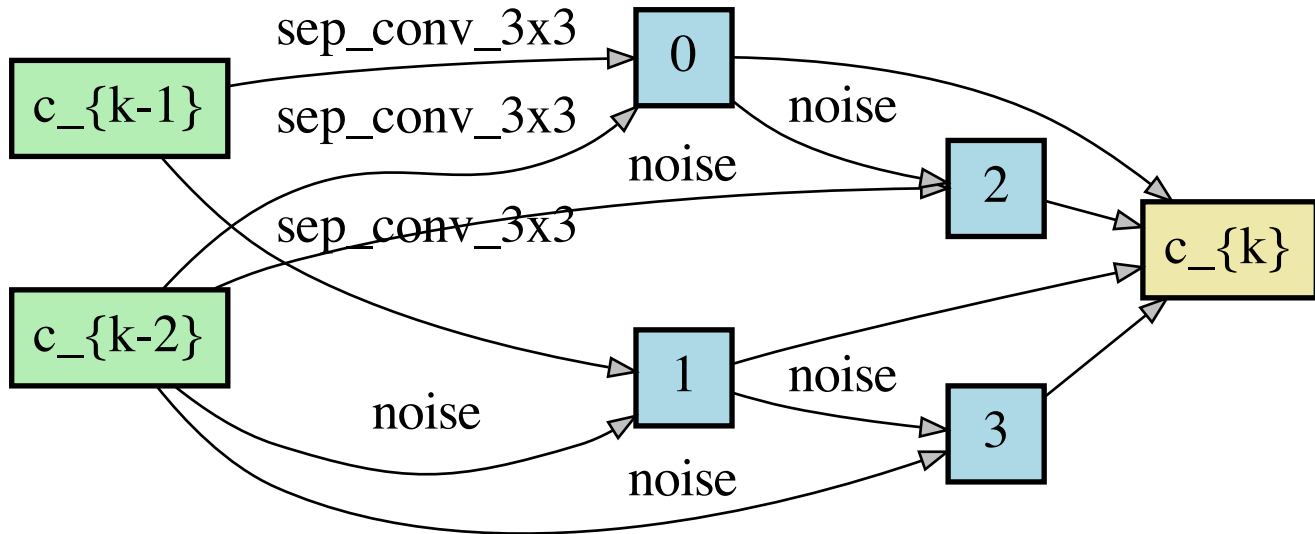 sep_conv_3x3
0
c_{k-1}
noise
sep_conv_3x3
noise
2
sep_conv_3x3
c_{k}
c_{k-2}
1
noise
noise
3
noise